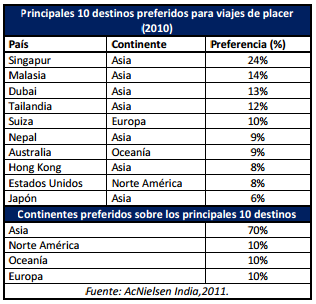 Principales 10 destinos preferidos para viajes de placer
(2010)
País Continente Preferencia (%)
Singapur Asia 24%
Malasia Asia 14%
Dubai Asia 13%
Tailandia Asia 12%
Suiza Europa 10%
Nepal Asia 9%
Australia Oceanía 9%
Hong Kong Asia 8%
Estados Unidos Norte América 8%
Japón Asia 6%
Continentes preferidos sobre los principales 10 destinos
Asia 70%
Norte América 10%
Oceanía 10%
Europa 10%
Fuente: AcNielsen India,2011.